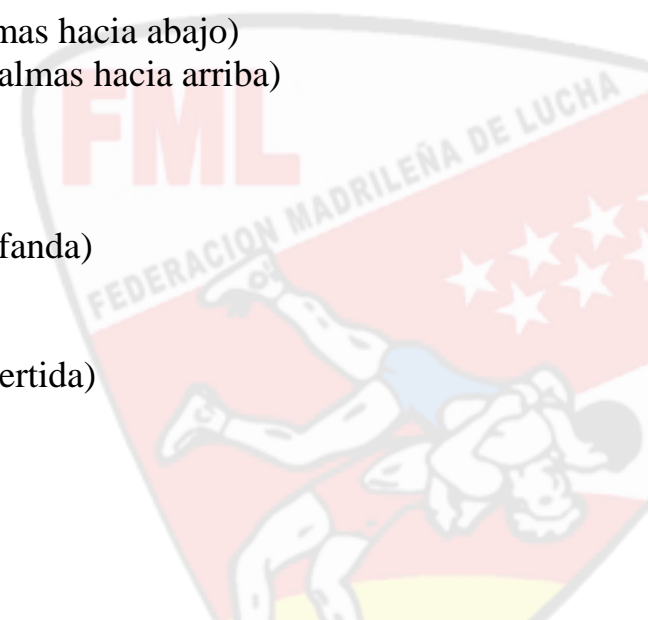 mas hacia abajo)
almas hacia arriba)
FML
FEDERACION MADRILEÑA DE LUCHA
fanda)
ertida)